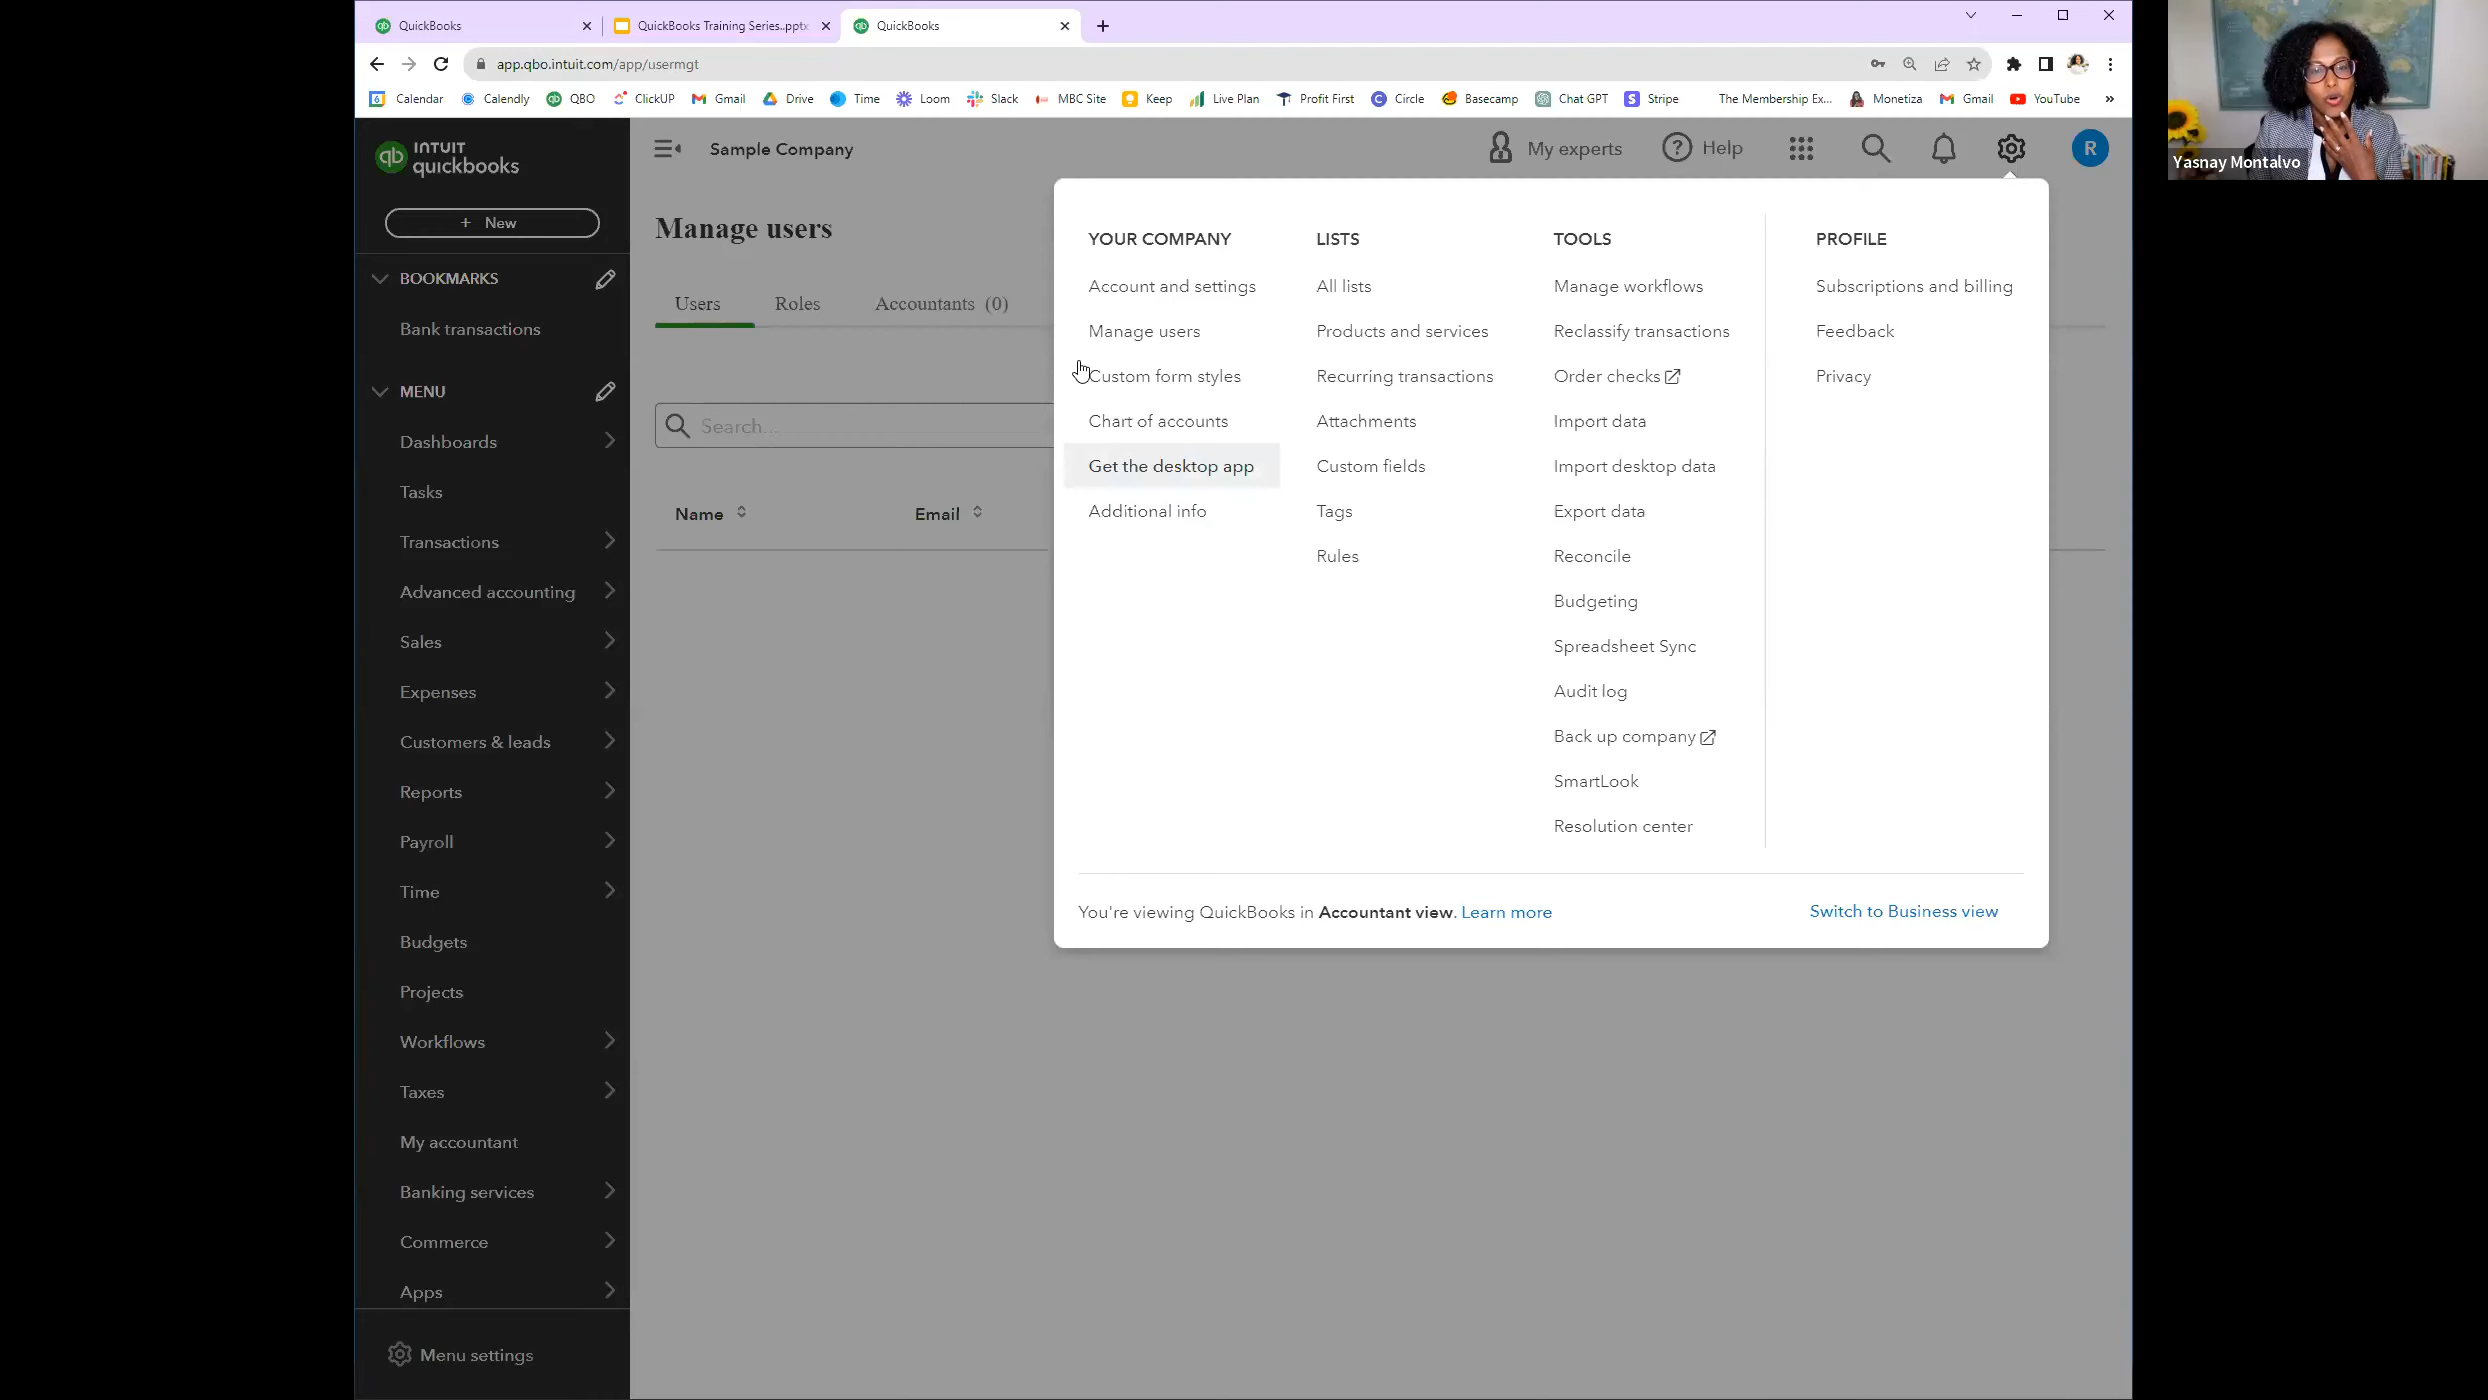 QuickBooks
QuickBooks Training Series..pptx
QuickBooks
app.qbo.intuit.com/app/usermgt
Calendar
Calendly
QBO
ClickUP
Gmail
Drive
Time
Loom
Slack
MBC Site
Keep
Live Plan
Profit First
Circle
Basecamp
Chat GPT
Stripe
The Membership Ex...
Monetiza
Gmail
YouTube
»
Yasnay Montalvo
qb INTUIT
quickbooks
+ New
BOOKMARKS
Bank transactions
MENU
Dashboards
Tasks
Transactions
Advanced accounting
Sales
Expenses
Customers & leads
Reports
Payroll
Time
Budgets
Projects
Workflows
Taxes
My accountant
Banking services
Commerce
Apps
Menu settings
Sample Company
My experts
Help
R
Manage users
Users
Roles
Accountants (0)
Search...
Name
Email
YOUR COMPANY
Account and settings
Manage users
Custom form styles
Chart of accounts
Get the desktop app
Additional info
LISTS
All lists
Products and services
Recurring transactions
Attachments
Custom fields
Tags
Rules
TOOLS
Manage workflows
Reclassify transactions
Order checks
Import data
Import desktop data
Export data
Reconcile
Budgeting
Spreadsheet Sync
Audit log
Back up company
SmartLook
Resolution center
PROFILE
Subscriptions and billing
Feedback
Privacy
You're viewing QuickBooks in Accountant view. Learn more
Switch to Business view